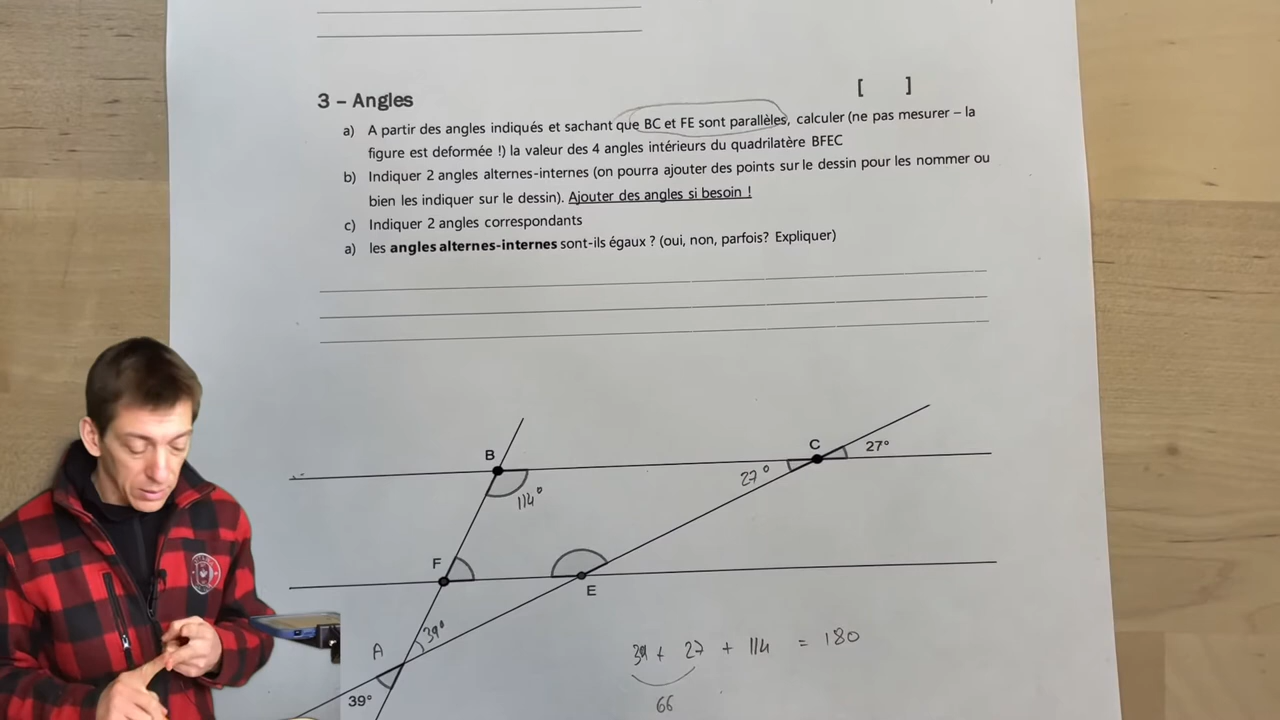 3 – Angles
[ ]
a) A partir des angles indiqués et sachant que BC et FE sont parallèles, calculer (ne pas mesurer – la
figure est deformée !) la valeur des 4 angles intérieurs du quadrilatère BFEC
b) Indiquer 2 angles alternes-internes (on pourra ajouter des points sur le dessin pour les nommer ou
bien les indiquer sur le dessin). Ajouter des angles si besoin !
c) Indiquer 2 angles correspondants
a) les angles alternes-internes sont-ils égaux ? (oui, non, parfois? Expliquer)
B
C
27°
27°
114°
F
E
39°
A
39°
39 + 27 + 114 = 180
66